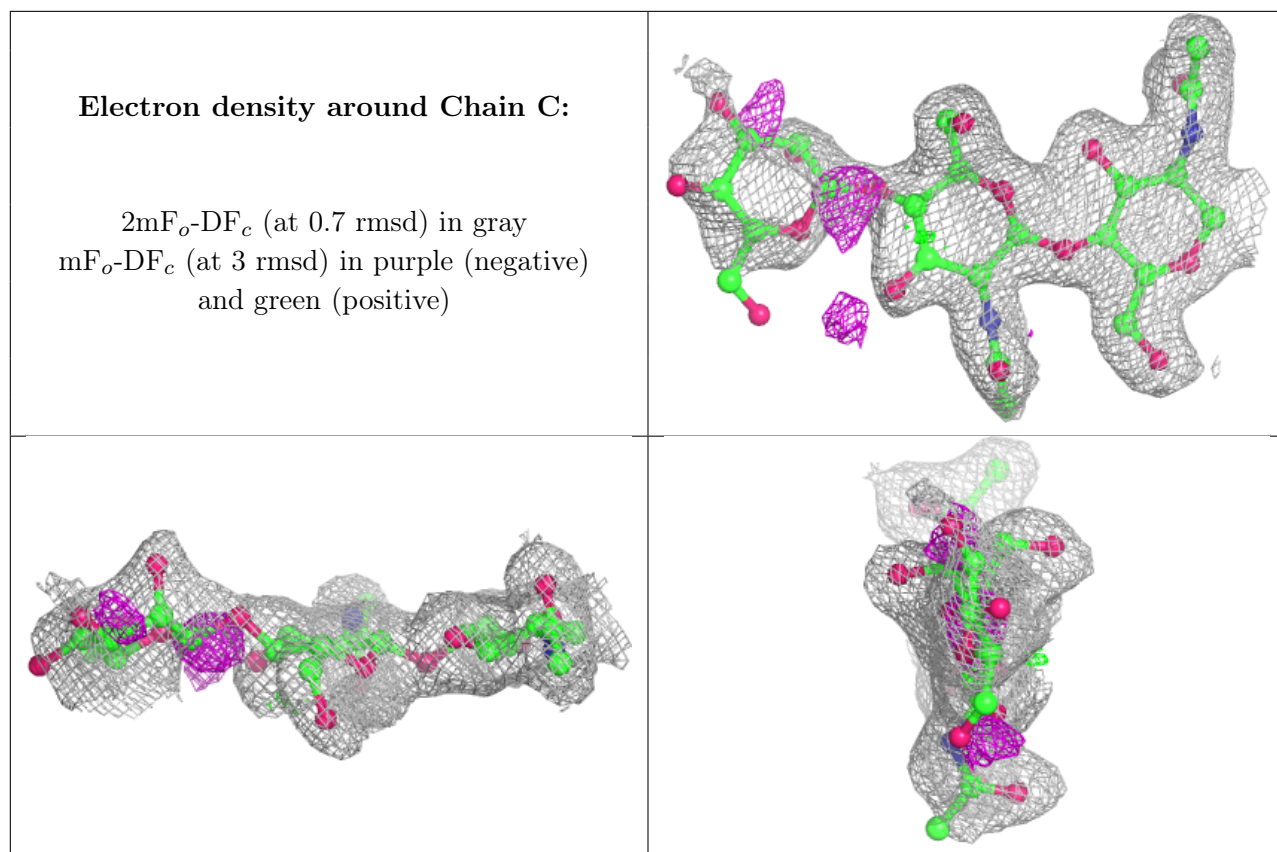 Electron density around Chain C:
2mFₒ-DF𝒸 (at 0.7 rmsd) in gray
mFₒ-DF𝒸 (at 3 rmsd) in purple (negative)
and green (positive)